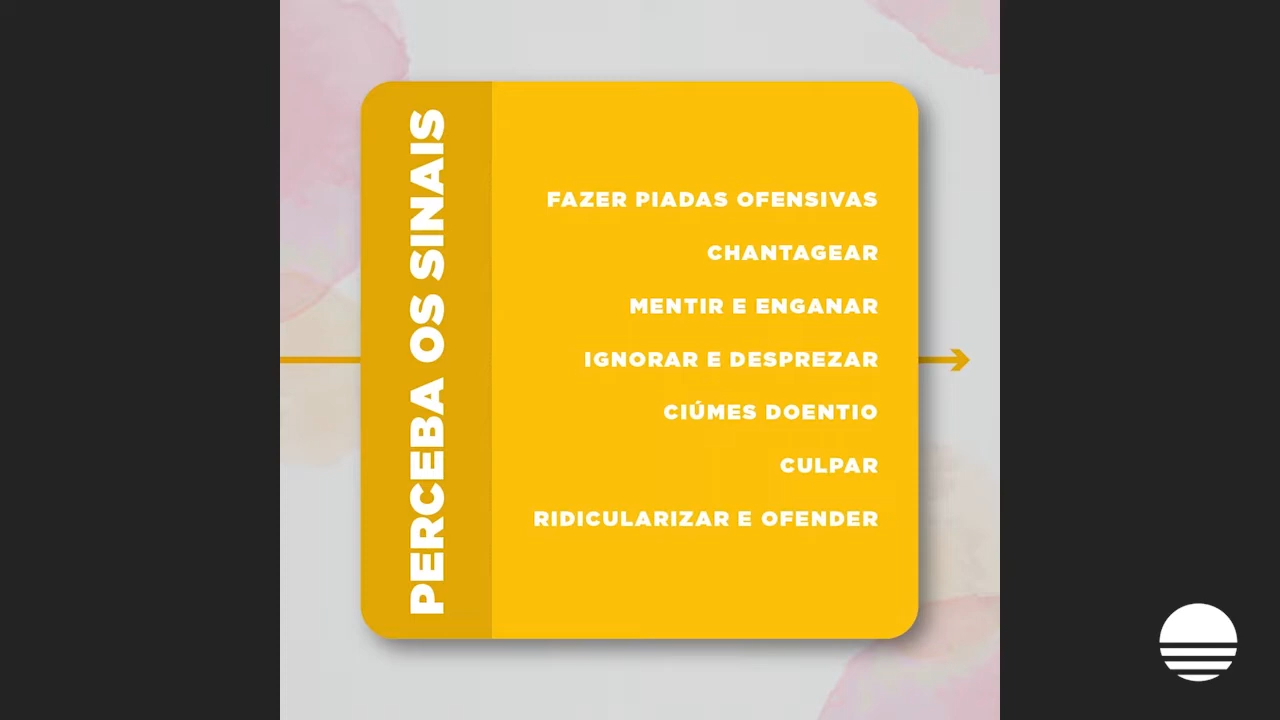 PERCEBA OS SINAIS
FAZER PIADAS OFENSIVAS
CHANTAGEAR
MENTIR E ENGANAR
IGNORAR E DESPREZAR
CIÚMES DOENTIO
CULPAR
RIDICULARIZAR E OFENDER